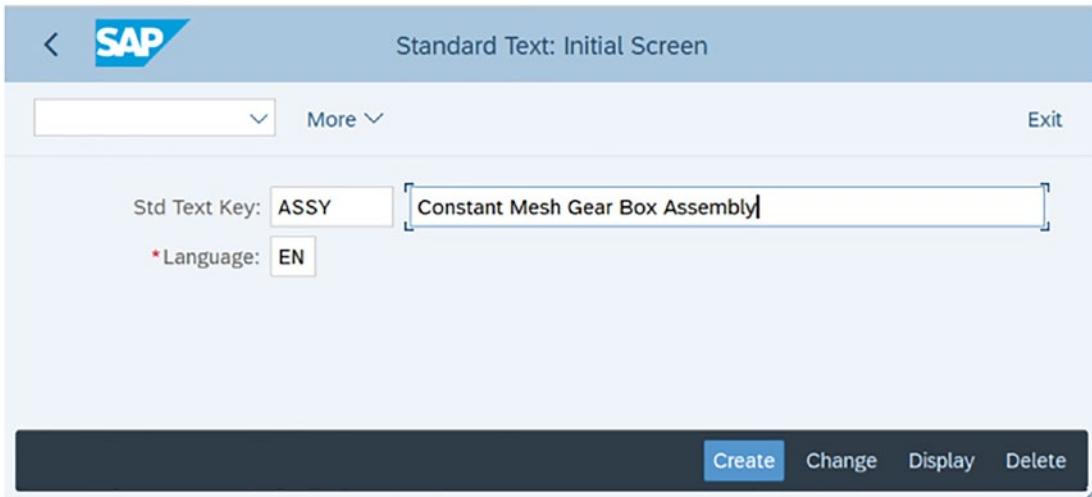 SAP Standard Text: Initial Screen
More Exit
Std Text Key: ASSY Constant Mesh Gear Box Assembly
*Language: EN
Create Change Display Delete